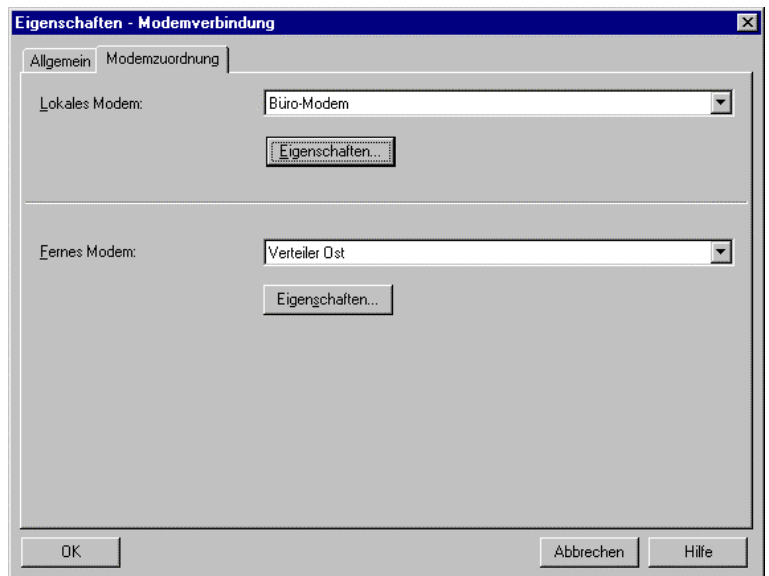 Eigenschaften - Modemverbindung
Allgemein Modemzuordnung
Lokales Modem: Büro-Modem
Eigenschaften...
Fernes Modem: Verteiler Ost
Eigenschaften...
OK Abbrechen Hilfe